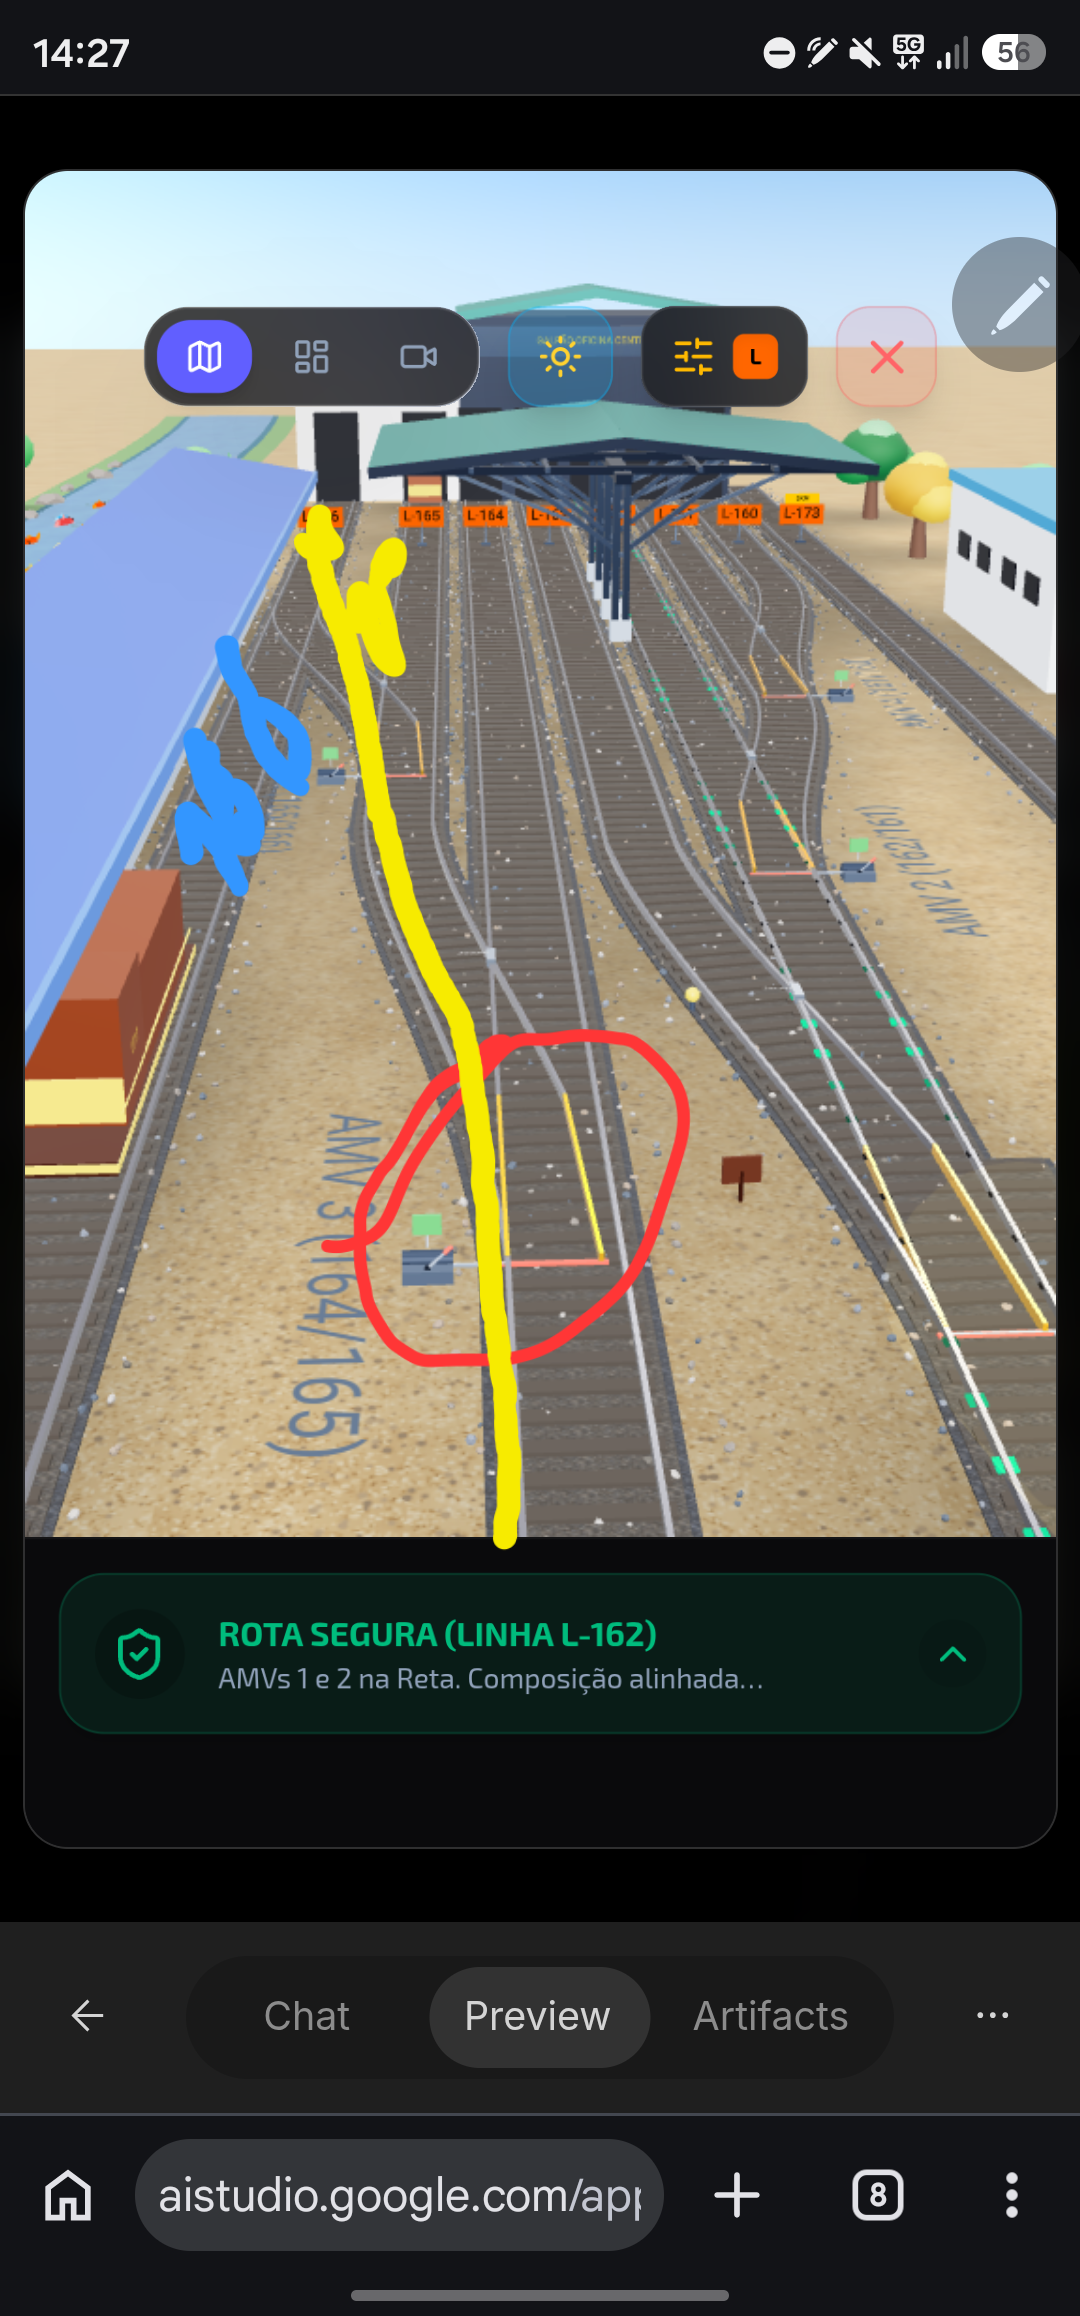 14:27
5G
56
L
L-165
L-164
L-160
L-173
AMV 2 (162/161)
AMV 3 (164/165)
ROTA SEGURA (LINHA L-162)
AMVs 1 e 2 na Reta. Composição alinhada...
Chat
Preview
Artifacts
aistudio.google.com/app
8